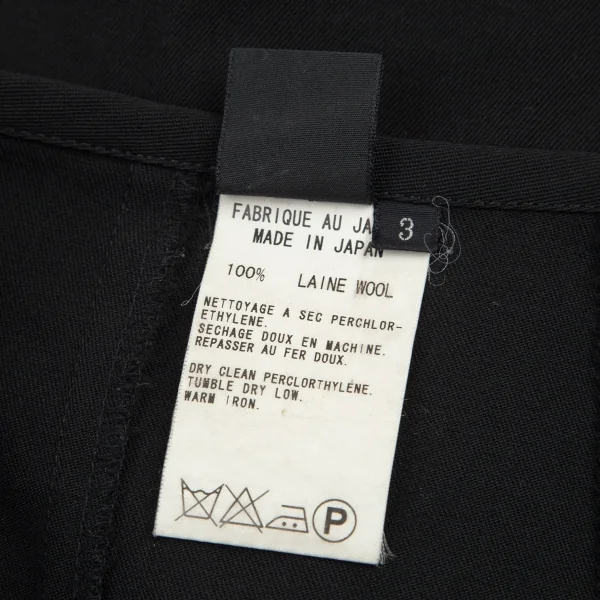 FABRIQUE AU JA
3
MADE IN JAPAN
100% LAINE WOOL
NETTOYAGE A SEC PERCHLOR-
ETHYLENE.
SECHAGE DOUX EN MACHINE.
REPASSER AU FER DOUX.
DRY CLEAN PERCLORTHYLENE.
TUMBLE DRY LOW.
WARM IRON.
P